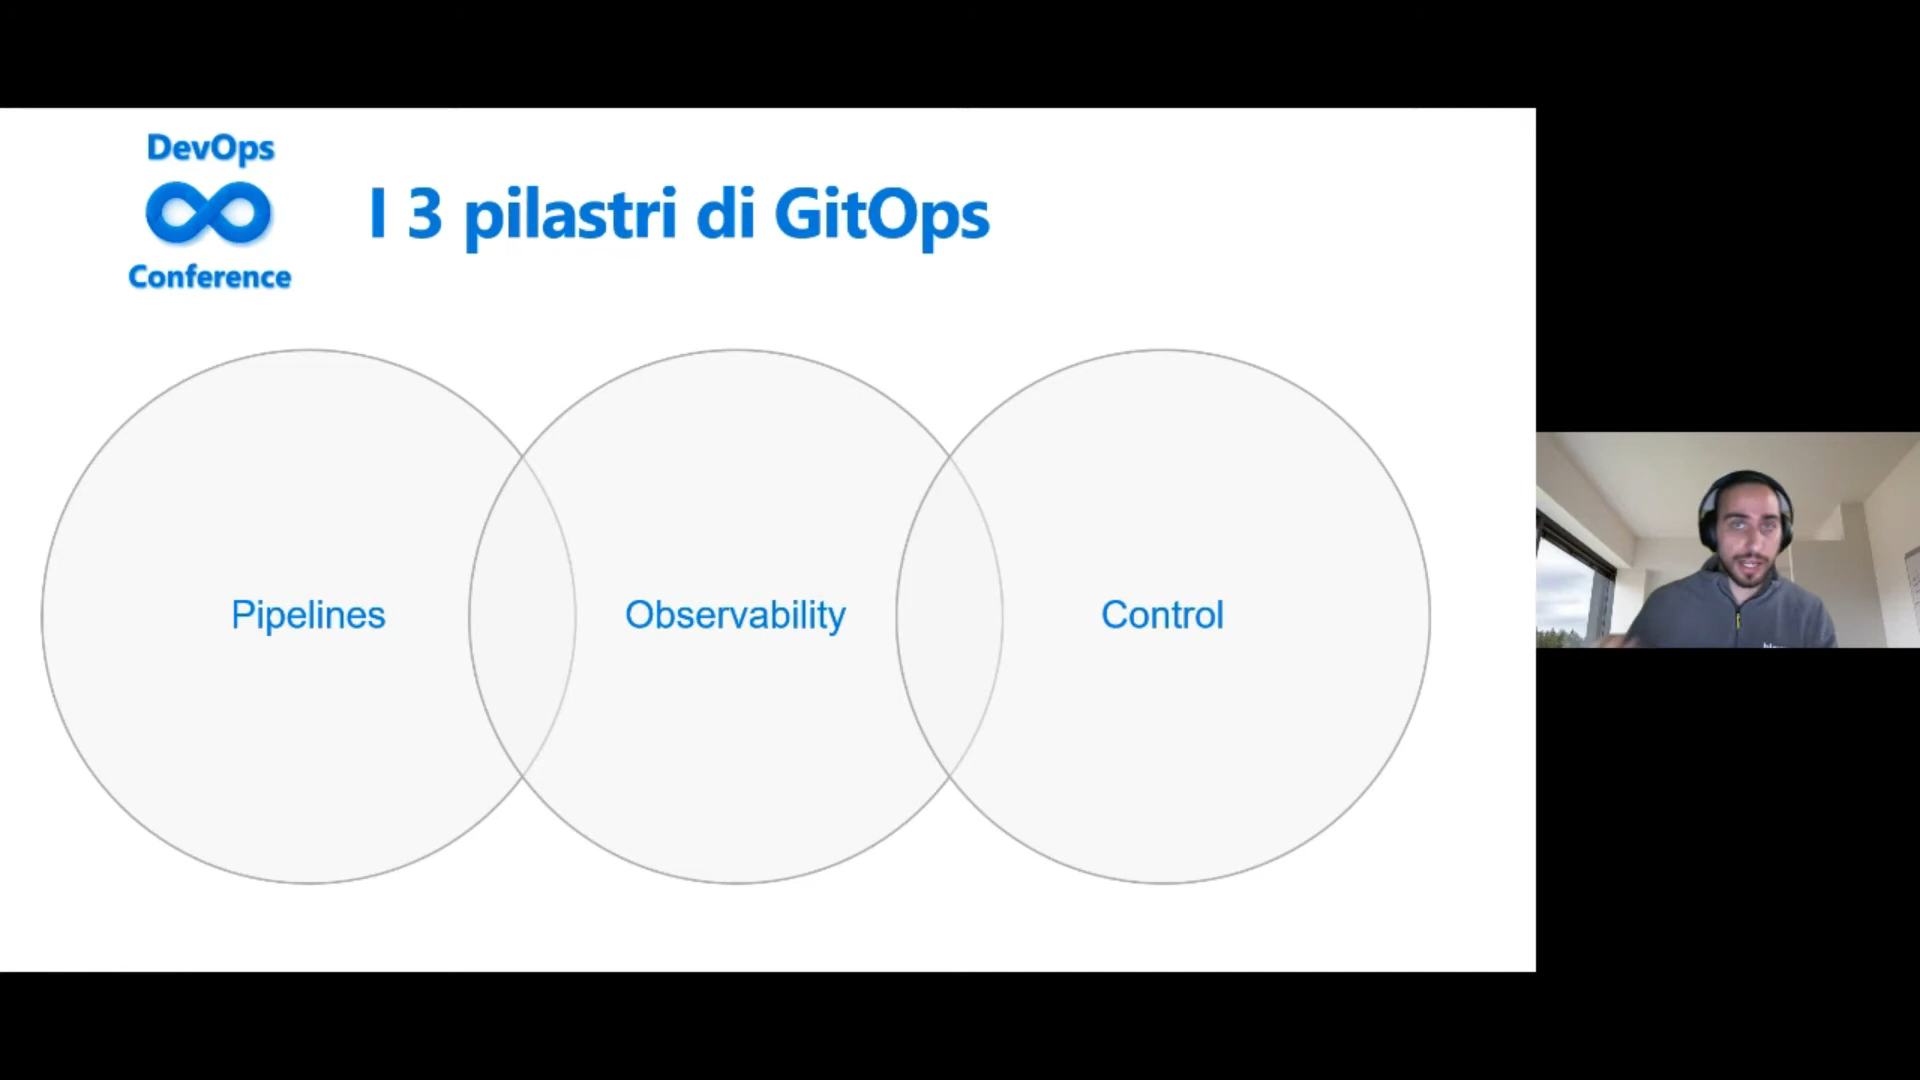 DevOps
Conference
I 3 pilastri di GitOps
Pipelines
Observability
Control